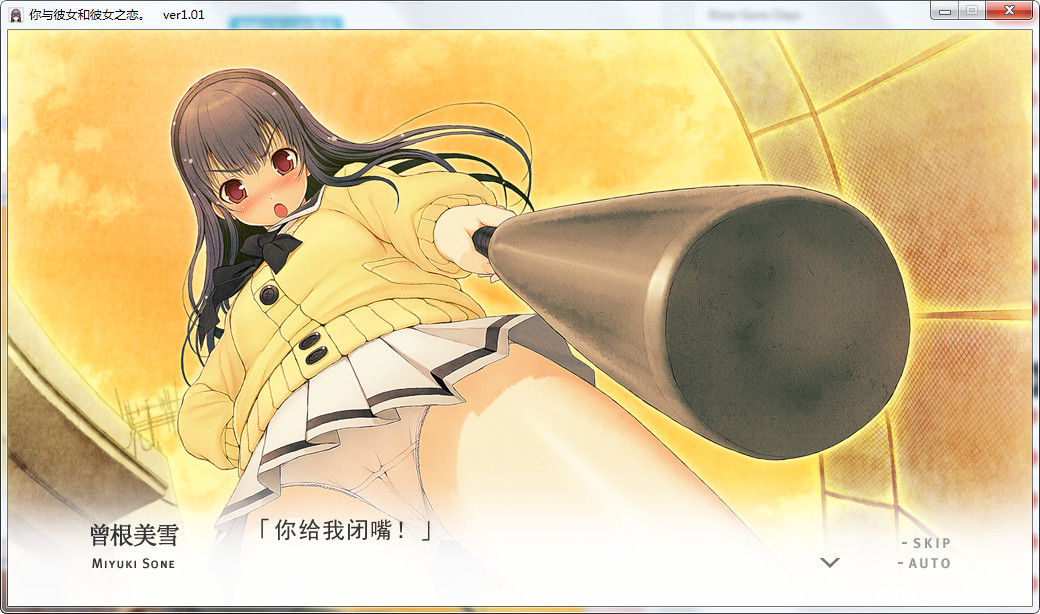 你与彼女和彼女之恋。 ver1.01
曾根美雪
「你给我闭嘴！」
Miyuki Sone
- SKIP
- AUTO